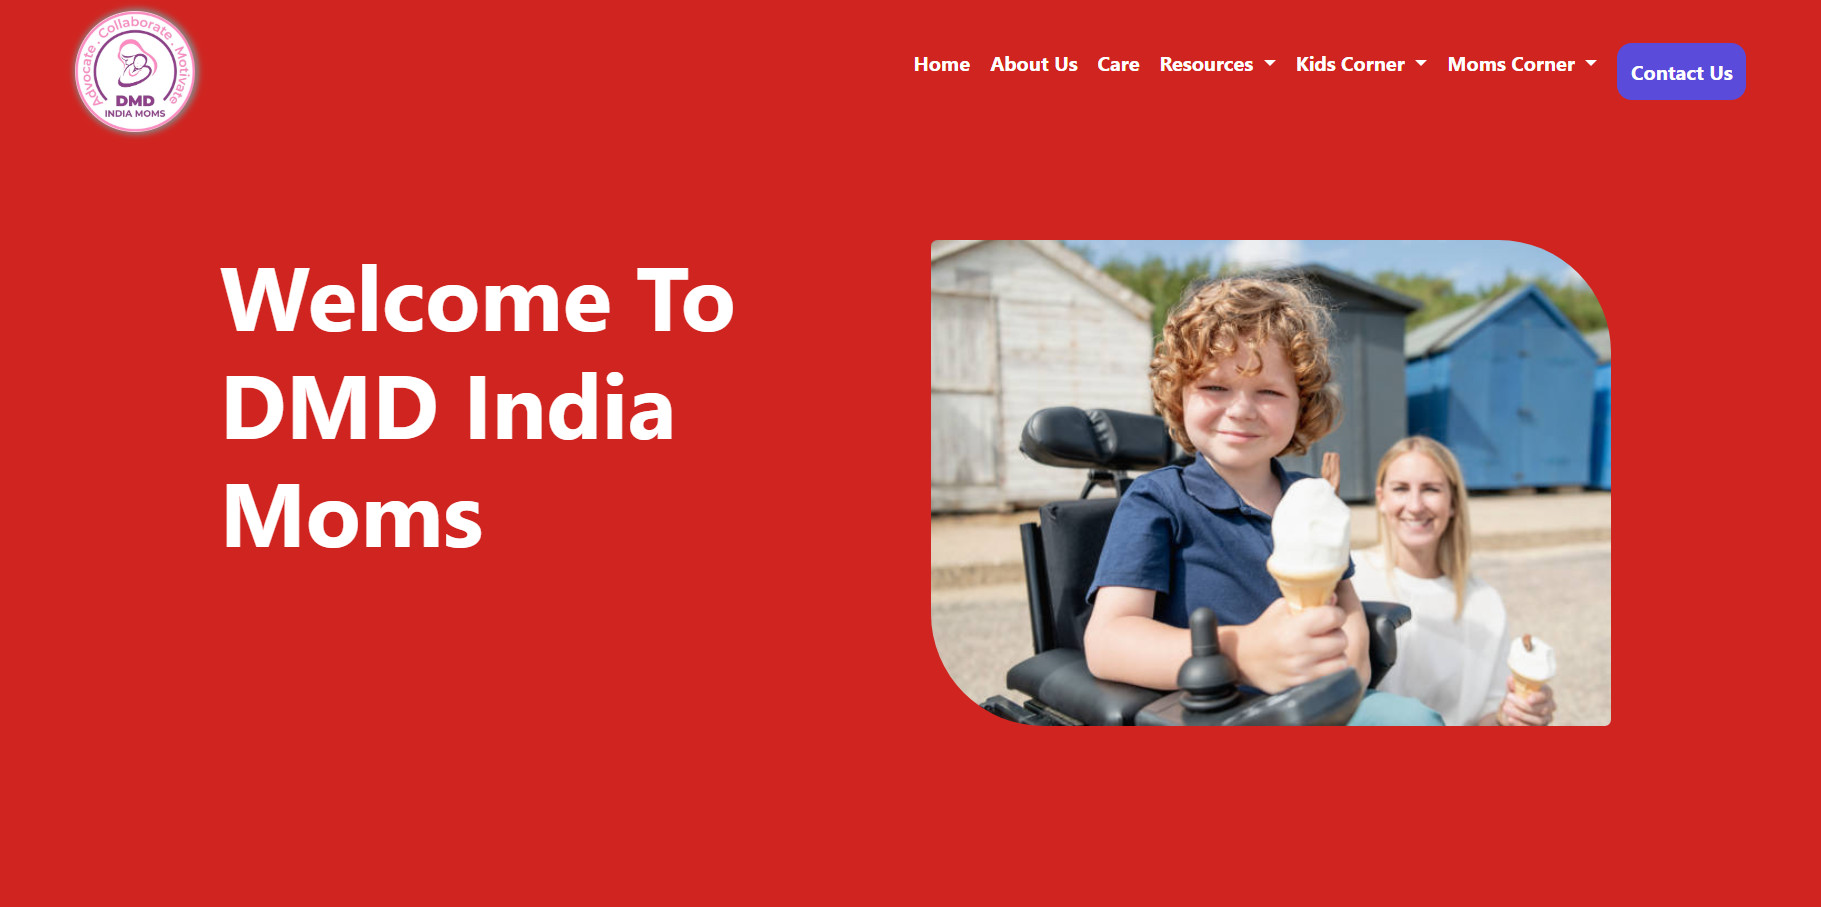 Advocate . Collaborate . Motivate
DMD
INDIA MOMS
Home About Us Care Resources Kids Corner Moms Corner Contact Us
Welcome To
DMD India
Moms